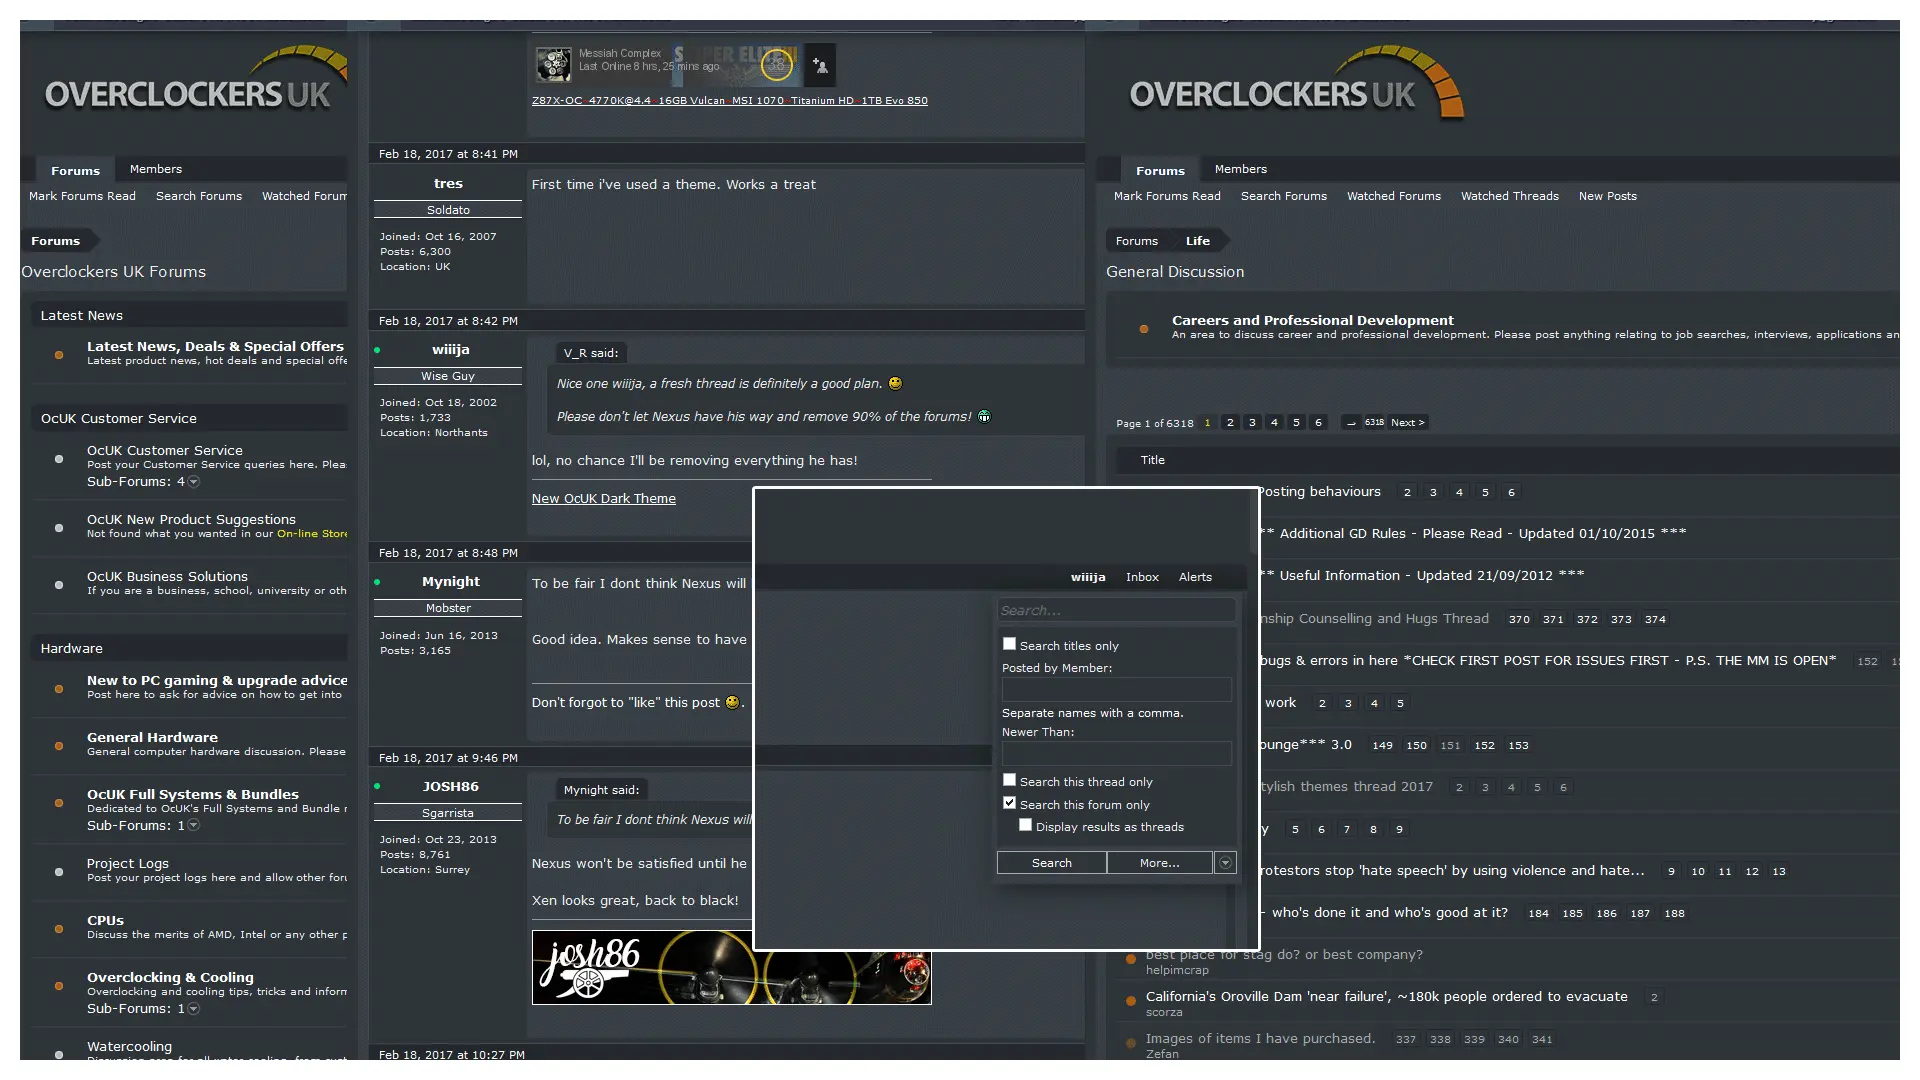 OVERCLOCKERS UK
Forums
Members
Mark Forums Read
Search Forums
Watched Forum
Forums
Overclockers UK Forums
Latest News
Latest News, Deals & Special Offers
Latest product news, hot deals and special offe
OcUK Customer Service
OcUK Customer Service
Post your Customer Service queries here. Pleas
Sub-Forums: 4
OcUK New Product Suggestions
Not found what you wanted in our On-line Store
OcUK Business Solutions
If you are a business, school, university or oth
Hardware
New to PC gaming & upgrade advice
Post here to ask for advice on how to get into
General Hardware
General computer hardware discussion. Please
OcUK Full Systems & Bundles
Dedicated to OcUK's Full Systems and Bundle r
Sub-Forums: 1
Project Logs
Post your project logs here and allow other foru
CPUs
Discuss the merits of AMD, Intel or any other p
Overclocking & Cooling
Overclocking and cooling tips, tricks and inform
Sub-Forums: 1
Watercooling
Messiah Complex
Last Online 8 hrs, 25 mins ago
38
Z87X-OC~4770K@4.4~16GB Vulcan~MSI 1070~Titanium HD~1TB Evo 850
Feb 18, 2017 at 8:41 PM
tres
Soldato
Joined: Oct 16, 2007
Posts: 6,300
Location: UK
First time i've used a theme. Works a treat
Feb 18, 2017 at 8:42 PM
wiiija
Wise Guy
Joined: Oct 18, 2002
Posts: 1,733
Location: Northants
V_R said:
Nice one wiiija, a fresh thread is definitely a good plan.
Please don't let Nexus have his way and remove 90% of the forums!
lol, no chance I'll be removing everything he has!
New OcUK Dark Theme
Feb 18, 2017 at 8:48 PM
Mynight
Mobster
Joined: Jun 16, 2013
Posts: 3,165
To be fair I dont think Nexus will
Good idea. Makes sense to have
Don't forgot to "like" this post .
Feb 18, 2017 at 9:46 PM
JOSH86
Sgarrista
Joined: Oct 23, 2013
Posts: 8,761
Location: Surrey
Mynight said:
To be fair I dont think Nexus will
Nexus won't be satisfied until he
Xen looks great, back to black!
josh86
Feb 18, 2017 at 10:27 PM
wiiija
Inbox
Alerts
Search...
Search titles only
Posted by Member:
Separate names with a comma.
Newer Than:
Search this thread only
Search this forum only
Display results as threads
Search
More...
OVERCLOCKERS UK
Forums
Members
Mark Forums Read
Search Forums
Watched Forums
Watched Threads
New Posts
Forums
Life
General Discussion
Careers and Professional Development
An area to discuss career and professional development. Please post anything relating to job searches, interviews, applications an
Page 1 of 6318 1 2 3 4 5 6 → 6318 Next >
Title
Posting behaviours 2 3 4 5 6
** Additional GD Rules - Please Read - Updated 01/10/2015 ***
** Useful Information - Updated 21/09/2012 ***
nship Counselling and Hugs Thread 370 371 372 373 374
bugs & errors in here *CHECK FIRST POST FOR ISSUES FIRST - P.S. THE MM IS OPEN* 152
work 2 3 4 5
ounge*** 3.0 149 150 151 152 153
tylish themes thread 2017 2 3 4 5 6
y 5 6 7 8 9
rotestors stop 'hate speech' by using violence and hate... 9 10 11 12 13
- who's done it and who's good at it? 184 185 186 187 188
best place for stag do? or best company?
helpimcrap
California's Oroville Dam 'near failure', ~180k people ordered to evacuate 2
scorza
Images of items I have purchased. 337 338 339 340 341
Zefan